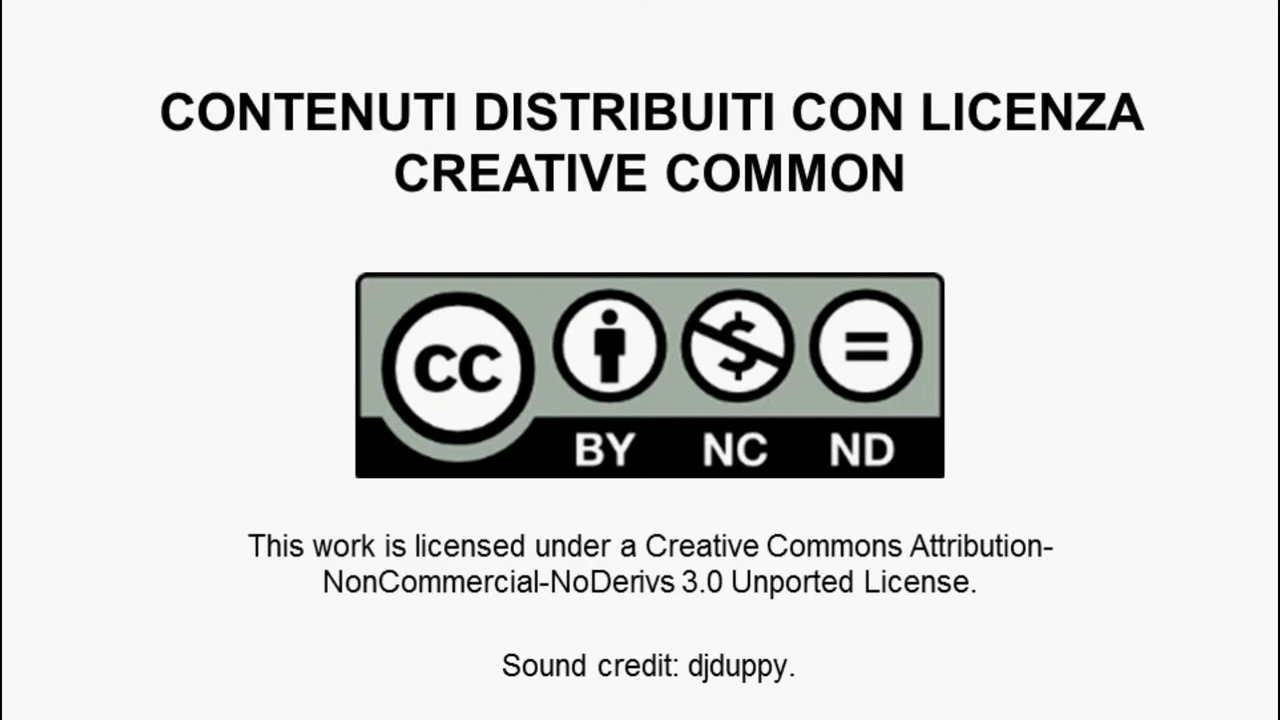 CONTENUTI DISTRIBUITI CON LICENZA
CREATIVE COMMON
CC
BY NC ND
This work is licensed under a Creative Commons Attribution-
NonCommercial-NoDerivs 3.0 Unported License.
Sound credit: djduppy.